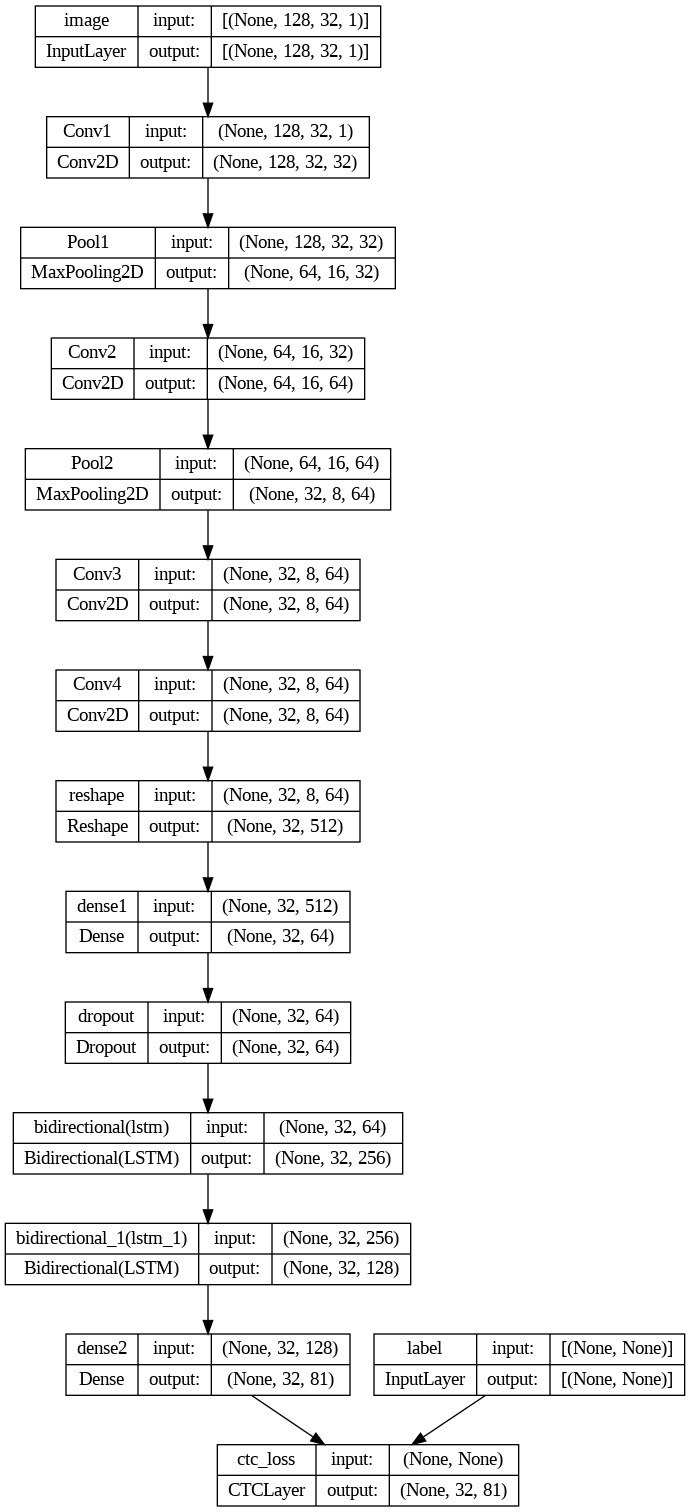 image input: [(None, 128, 32, 1)]
InputLayer output: [(None, 128, 32, 1)]
Conv1 input: (None, 128, 32, 1)
Conv2D output: (None, 128, 32, 32)
Pool1 input: (None, 128, 32, 32)
MaxPooling2D output: (None, 64, 16, 32)
Conv2 input: (None, 64, 16, 32)
Conv2D output: (None, 64, 16, 64)
Pool2 input: (None, 64, 16, 64)
MaxPooling2D output: (None, 32, 8, 64)
Conv3 input: (None, 32, 8, 64)
Conv2D output: (None, 32, 8, 64)
Conv4 input: (None, 32, 8, 64)
Conv2D output: (None, 32, 8, 64)
reshape input: (None, 32, 8, 64)
Reshape output: (None, 32, 512)
dense1 input: (None, 32, 512)
Dense output: (None, 32, 64)
dropout input: (None, 32, 64)
Dropout output: (None, 32, 64)
bidirectional(lstm) input: (None, 32, 64)
Bidirectional(LSTM) output: (None, 32, 256)
bidirectional_1(lstm_1) input: (None, 32, 256)
Bidirectional(LSTM) output: (None, 32, 128)
dense2 input: (None, 32, 128)
Dense output: (None, 32, 81)
label input: [(None, None)]
InputLayer output: [(None, None)]
ctc_loss input: (None, None)
CTCLayer output: (None, 32, 81)